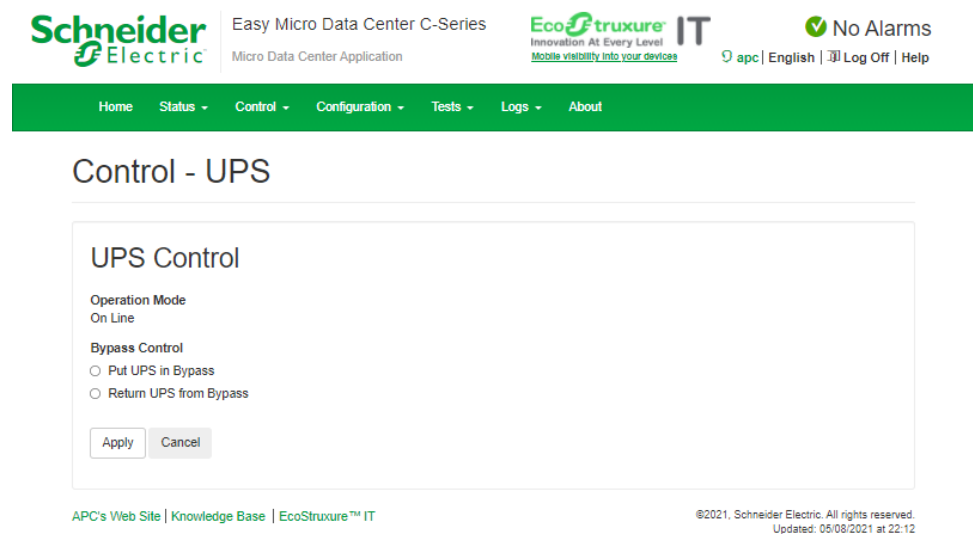 Schneider Electric
Easy Micro Data Center C-Series
Micro Data Center Application
EcoStruxure IT
Innovation At Every Level
Mobile visibility into your devices
No Alarms
apc | English | Log Off | Help
Home Status Control Configuration Tests Logs About
Control - UPS
UPS Control
Operation Mode
On Line
Bypass Control
Put UPS in Bypass
Return UPS from Bypass
Apply Cancel
APC's Web Site | Knowledge Base | EcoStruxure™ IT
©2021, Schneider Electric. All rights reserved.
Updated: 05/08/2021 at 22:12